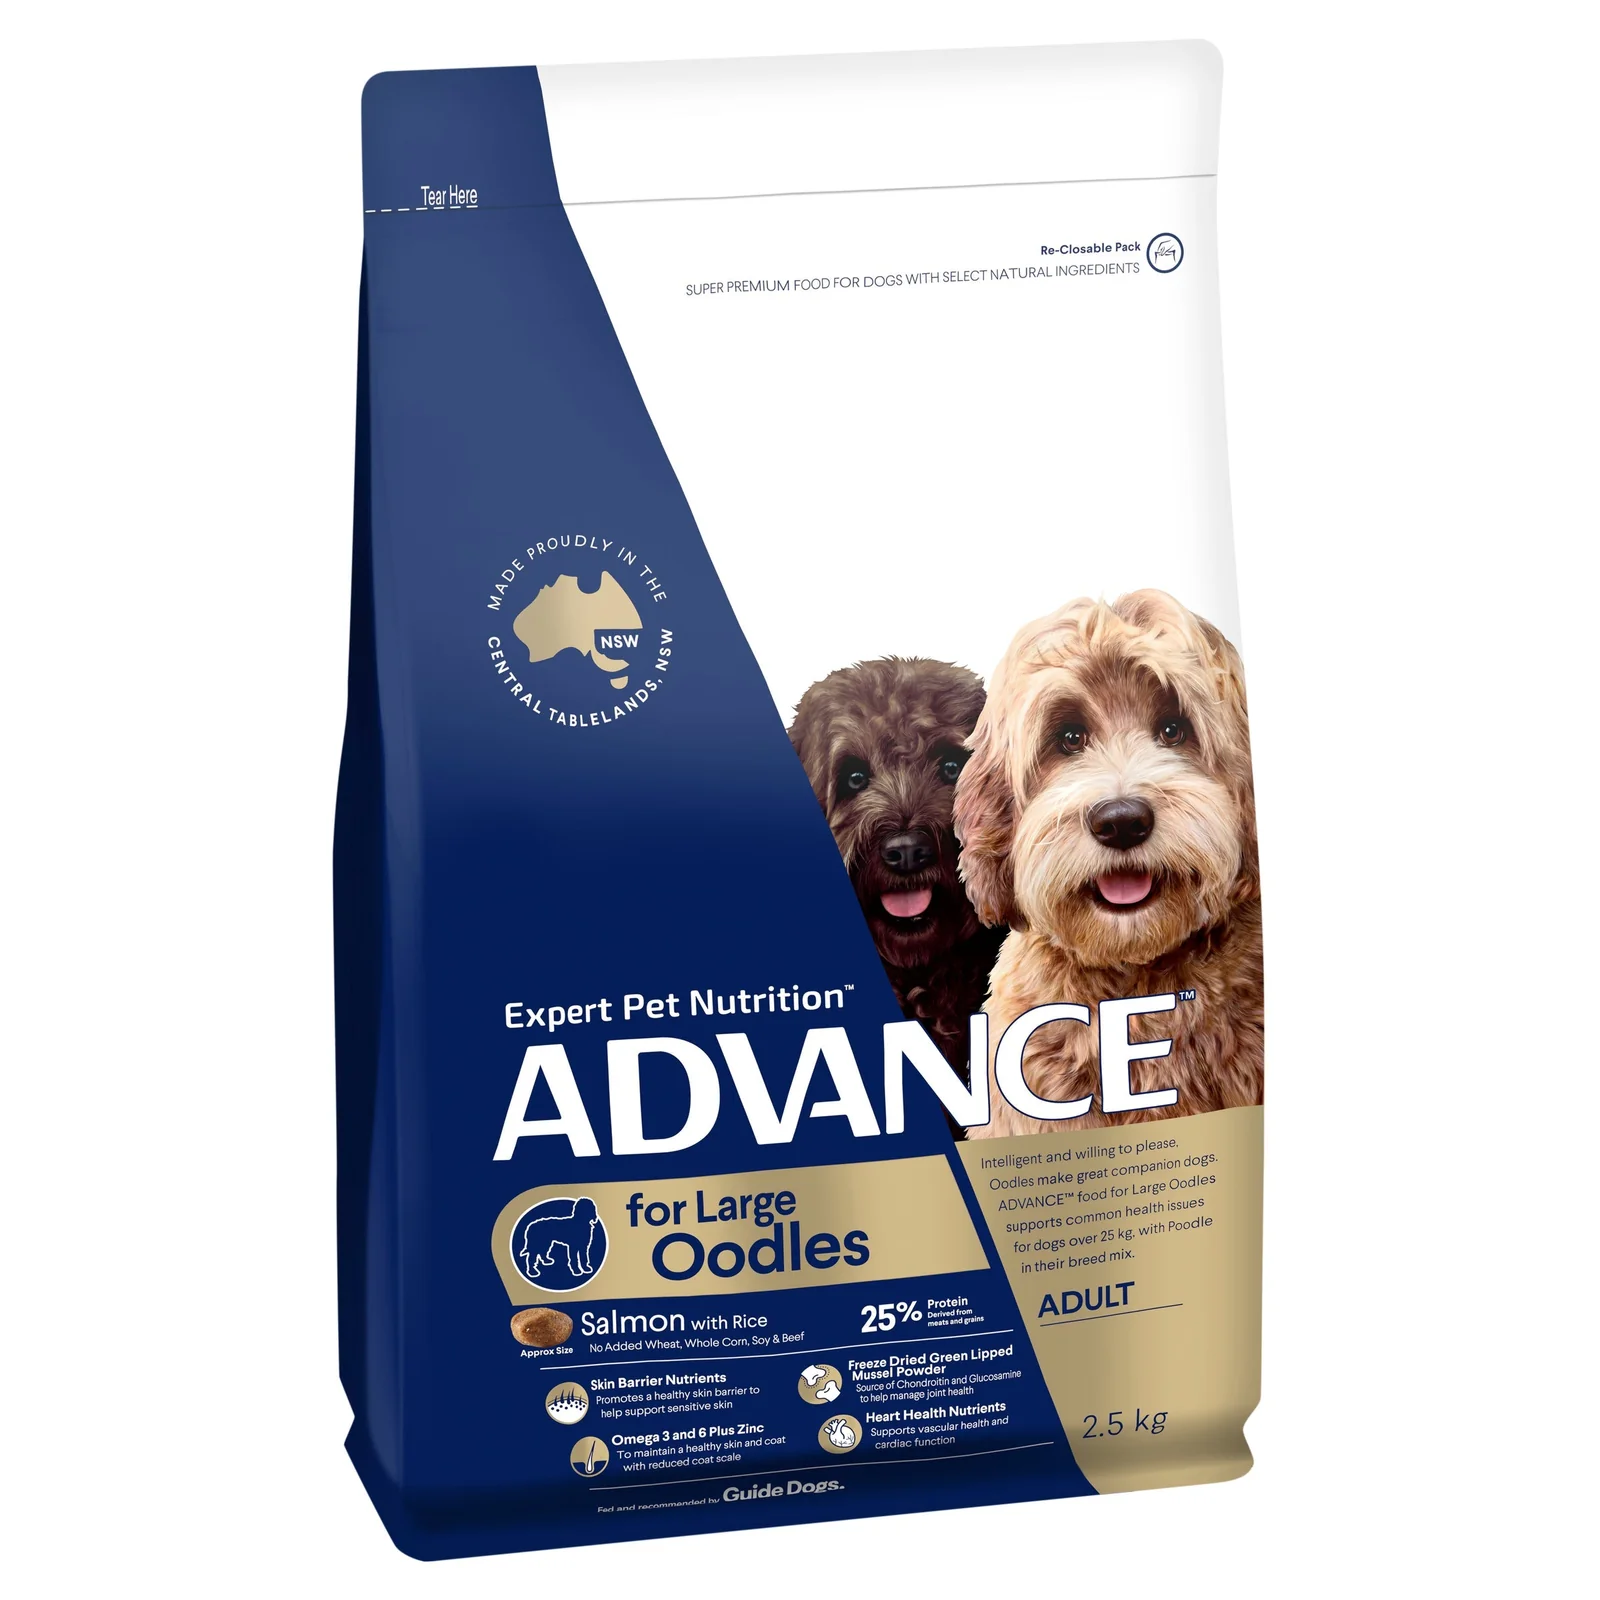 Tear Here
Re-Closable Pack
SUPER PREMIUM FOOD FOR DOGS WITH SELECT NATURAL INGREDIENTS
MADE PROUDLY IN THE
CENTRAL TABLELANDS, NSW
NSW
Expert Pet Nutrition™
ADVANCE™
for Large
Oodles
Intelligent and willing to please,
Oodles make great companion dogs.
ADVANCE™ food for Large Oodles
supports common health issues
for dogs over 25 kg, with Poodle
in their breed mix.
ADULT
Approx Size
Salmon with Rice
No Added Wheat, Whole Corn, Soy & Beef
25% Protein
Derived from
meats and grains
Skin Barrier Nutrients
Promotes a healthy skin barrier to
help support sensitive skin
Freeze Dried Green Lipped
Mussel Powder
Source of Chondroitin and Glucosamine
to help manage joint health
Omega 3 and 6 Plus Zinc
To maintain a healthy skin and coat
with reduced coat scale
Heart Health Nutrients
Supports vascular health and
cardiac function
2.5 kg
Fed and recommended by Guide Dogs.